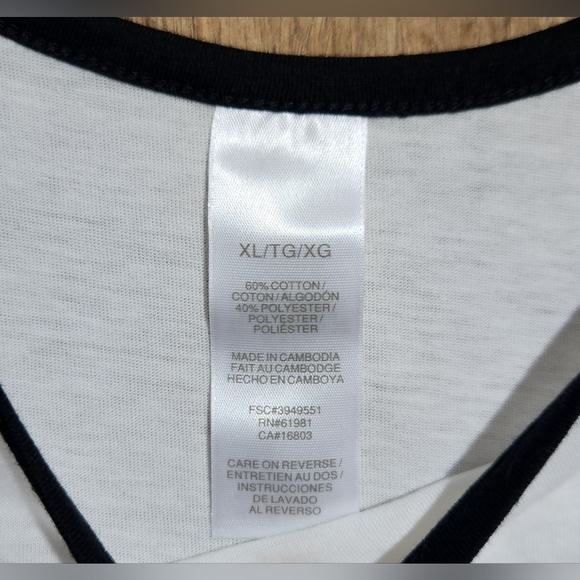 XL/TG/XG
60% COTTON/
COTON/ALGODÓN
40% POLYESTER/
POLYESTER/
POLIÉSTER
MADE IN CAMBODIA
FAIT AU CAMBODGE
HECHO EN CAMBOYA
FSC#3949551
RN#61981
CA#16803
CARE ON REVERSE/
ENTRETIEN AU DOS/
INSTRUCCIONES
DE LAVADO
AL REVERSO